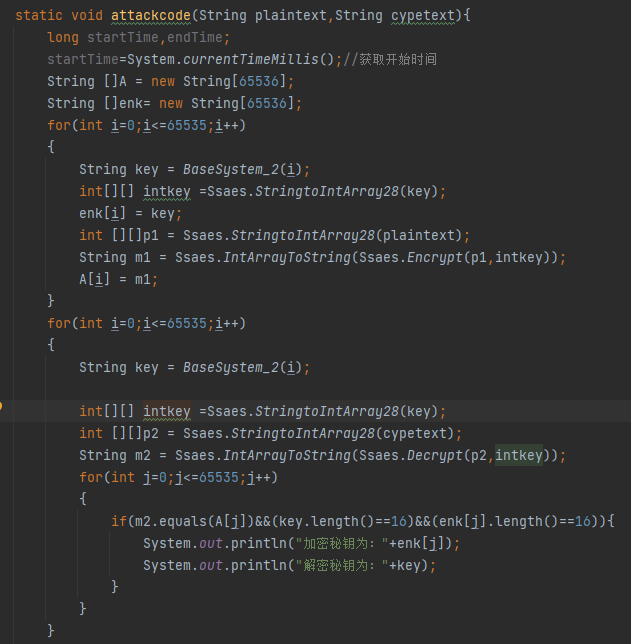 static void attackcode(String plaintext,String cypetext){
long startTime,endTime;
startTime=System.currentTimeMillis();//获取开始时间
String []A = new String[65536];
String []enk= new String[65536];
for(int i=0;i<=65535;i++)
{
String key = BaseSystem_2(i);
int[][] intkey =Ssaes.StringtoIntArray28(key);
enk[i] = key;
int [][]p1 = Ssaes.StringtoIntArray28(plaintext);
String m1 = Ssaes.IntArrayToString(Ssaes.Encrypt(p1,intkey));
A[i] = m1;
}
for(int i=0;i<=65535;i++)
{
String key = BaseSystem_2(i);
int[][] intkey =Ssaes.StringtoIntArray28(key);
int [][]p2 = Ssaes.StringtoIntArray28(cypetext);
String m2 = Ssaes.IntArrayToString(Ssaes.Decrypt(p2,intkey));
for(int j=0;j<=65535;j++)
{
if(m2.equals(A[j])&&(key.length()==16)&&(enk[j].length()==16)){
System.out.println("加密秘钥为："+enk[j]);
System.out.println("解密秘钥为："+key);
}
}
}